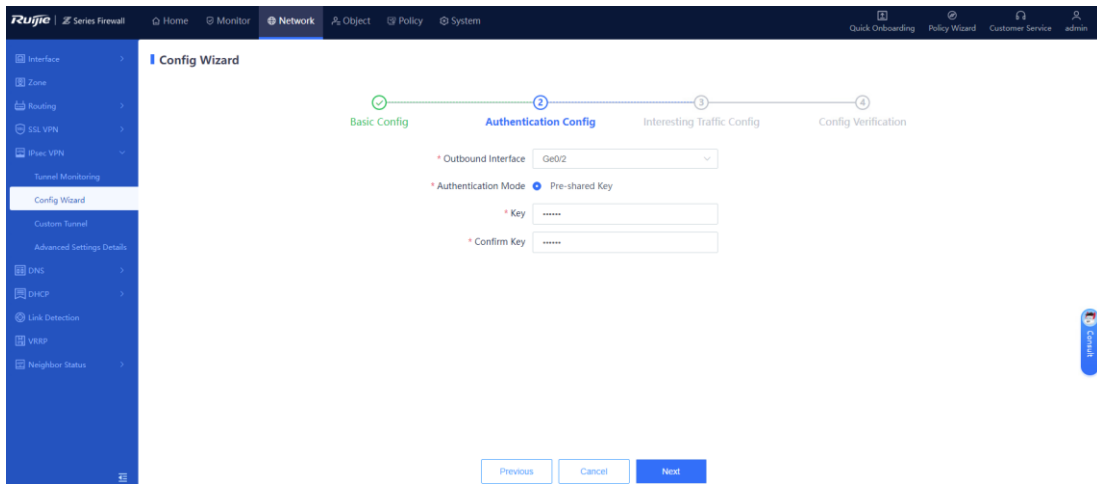 Ruijie Z Series Firewall Home Monitor Network Object Policy System Quick Onboarding Policy Wizard Customer Service admin
Interface
Zone
Routing
SSL VPN
IPsec VPN
Tunnel Monitoring
Config Wizard
Custom Tunnel
Advanced Settings Details
DNS
DHCP
Link Detection
VRRP
Neighbor Status
Config Wizard
2 3 4
Basic Config Authentication Config Interesting Traffic Config Config Verification
* Outbound Interface Ge0/2
* Authentication Mode Pre-shared Key
* Key ••••••
* Confirm Key ••••••
Consult
Previous Cancel Next